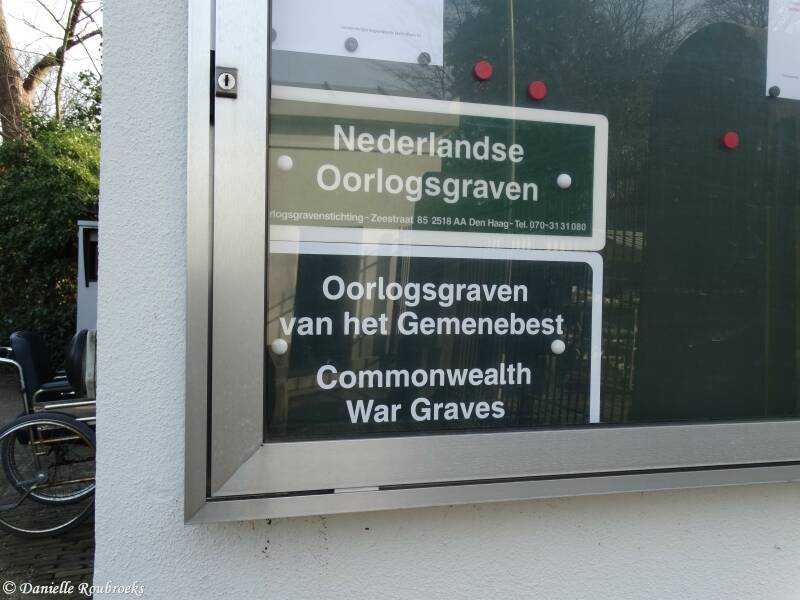 Nederlandse
Oorlogsgraven
rlogsgravenstichting - Zeestraat 85 2518 AA Den Haag - Tel. 070-3131080
Oorlogsgraven
van het Gemenebest
Commonwealth
War Graves
© Danielle Roubroeks